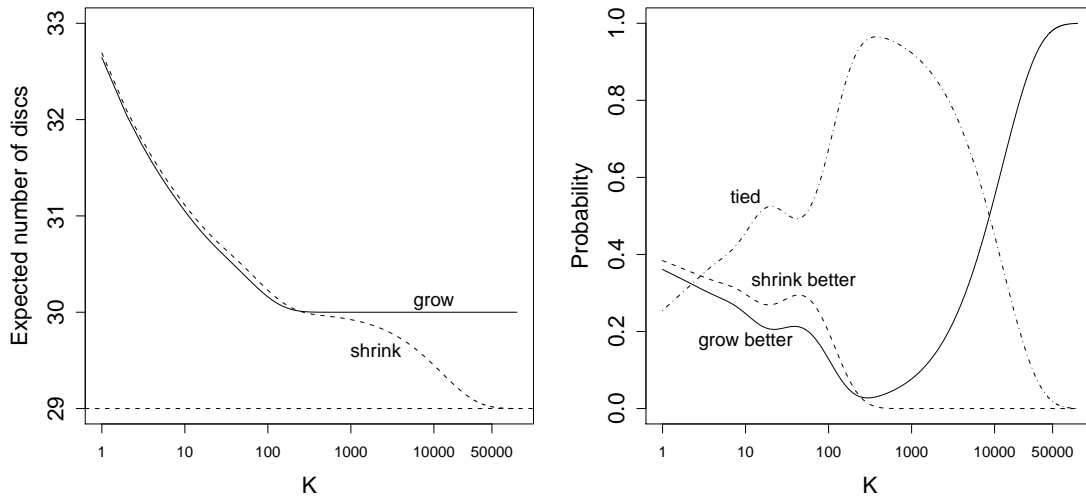 Expected number of discs
33
32
31
30
29
grow
shrink
1
10
100
1000
10000
50000
K
Probability
1.0
0.8
0.6
0.4
0.2
0.0
tied
shrink better
grow better
1
10
100
1000
10000
50000
K